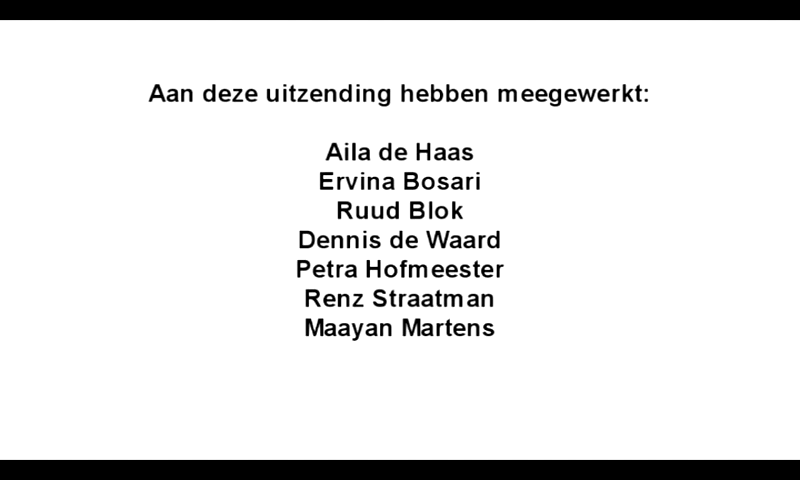 Aan deze uitzending hebben meegewerkt:
Aila de Haas
Ervina Bosari
Ruud Blok
Dennis de Waard
Petra Hofmeester
Renz Straatman
Maayan Martens